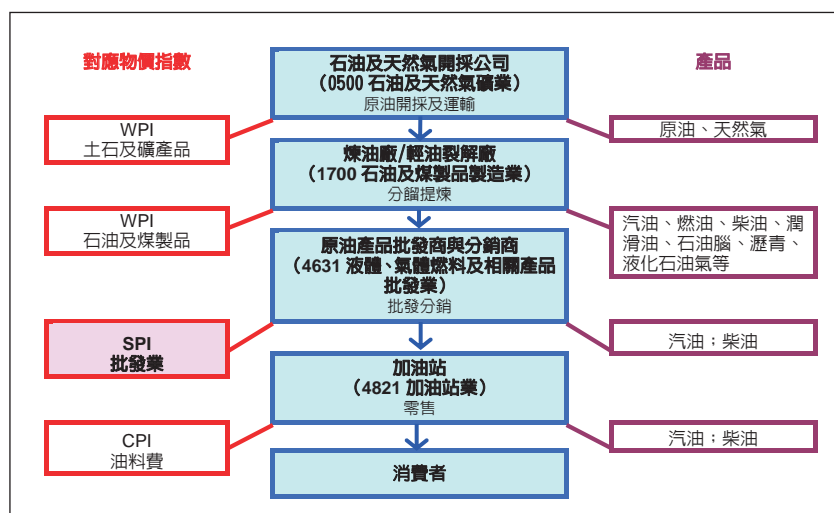 對應物價指數
產品
石油及天然氣開採公司
（0500 石油及天然氣礦業）
原油開採及運輸
WPI
土石及礦產品
原油、天然氣
煉油廠/輕油裂解廠
（1700 石油及煤製品製造業）
分餾提煉
WPI
石油及煤製品
汽油、燃油、柴油、潤
滑油、石油腦、瀝青、
液化石油氣等
原油產品批發商與分銷商
（4631 液體、氣體燃料及相關產品
批發業）
批發分銷
SPI
批發業
汽油；柴油
加油站
（4821 加油站業）
零售
CPI
油料費
汽油；柴油
消費者